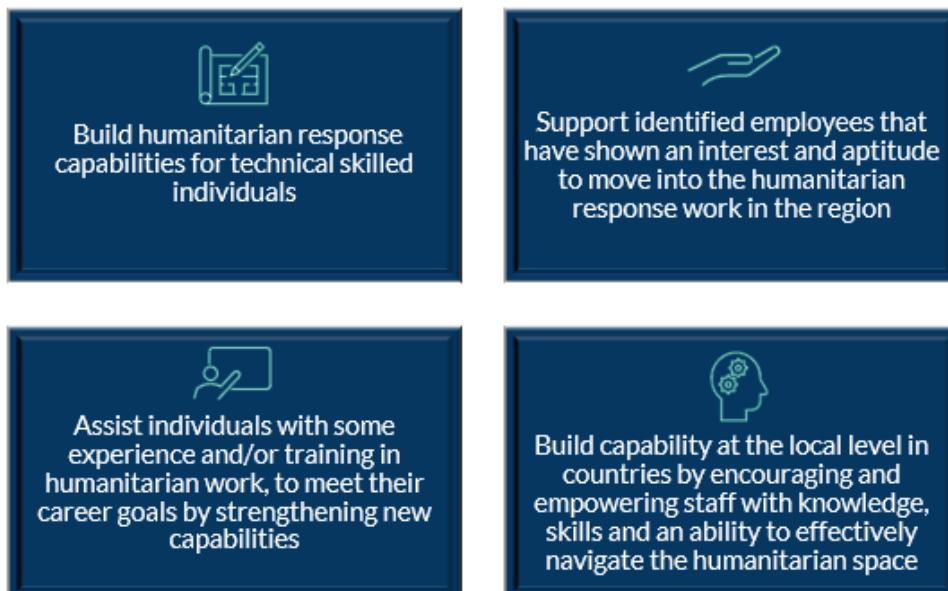 Build humanitarian response
capabilities for technical skilled
individuals
Support identified employees that
have shown an interest and aptitude
to move into the humanitarian
response work in the region
Assist individuals with some
experience and/or training in
humanitarian work, to meet their
career goals by strengthening new
capabilities
Build capability at the local level in
countries by encouraging and
empowering staff with knowledge,
skills and an ability to effectively
navigate the humanitarian space